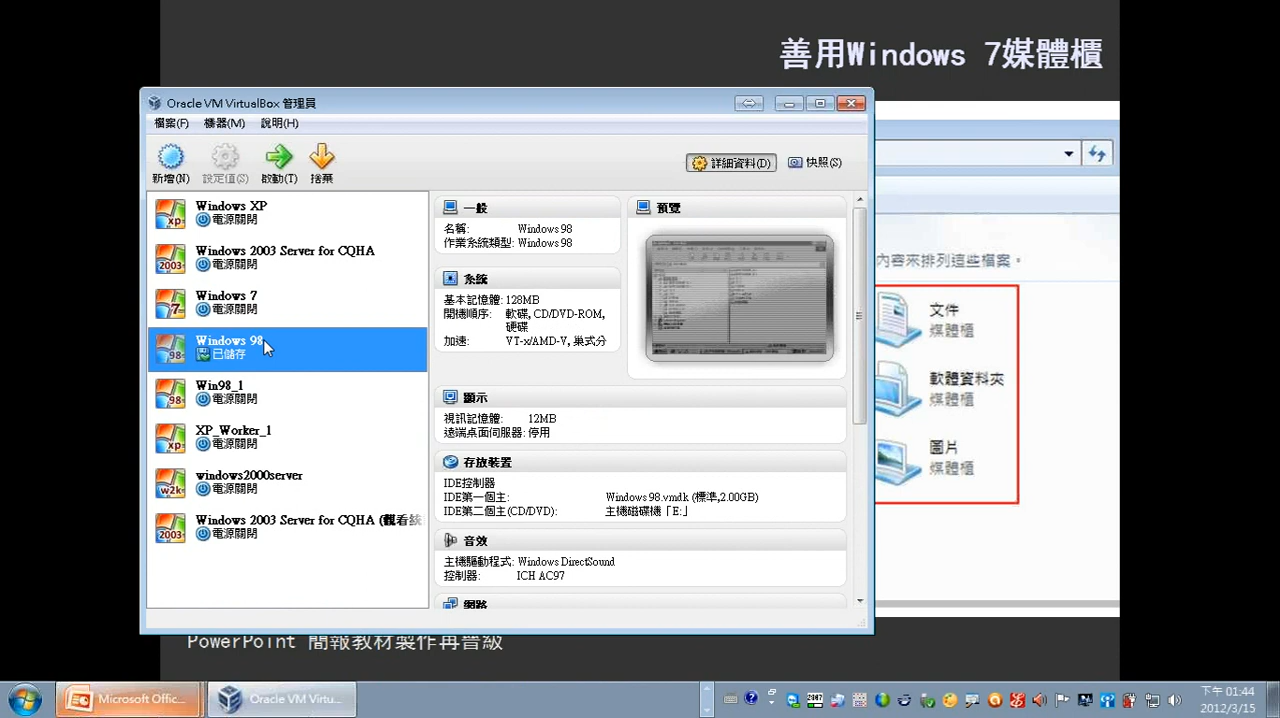 善用Windows 7媒體櫃
Oracle VM VirtualBox 管理員
檔案(F) 機器(M) 說明(H)
新增(N) 設定值(S) 啟動(T) 捨棄
詳細資料(D) 快照(S)
Windows XP
電源關閉
Windows 2003 Server for CQHA
電源關閉
Windows 7
電源關閉
Windows 98
已儲存
Win98_1
電源關閉
XP_Worker_1
電源關閉
windows2000server
電源關閉
Windows 2003 Server for CQHA (觀看
電源關閉
一般
名稱: Windows 98
作業系統類型: Windows 98
系統
基本記憶體: 128MB
開機順序: 軟碟, CD/DVD-ROM,
硬碟
加速: VT-x/AMD-V, 巢式分
預覽
顯示
視訊記憶體: 12MB
遠端桌面伺服器: 停用
存放裝置
IDE控制器
IDE第一個主: Windows 98.vmdk (標準,2.00GB)
IDE第二個主(CD/DVD): 主機磁碟機「E:」
音效
主機驅動程式: Windows DirectSound
控制器: ICH AC97
網路
內容來排列這些檔案。
文件
媒體櫃
軟體資料夾
媒體櫃
圖片
媒體櫃
PowerPoint 簡報教材製作再晉級
Microsoft Offic...
Oracle VM Virtu...
下午 01:44
2012/3/15